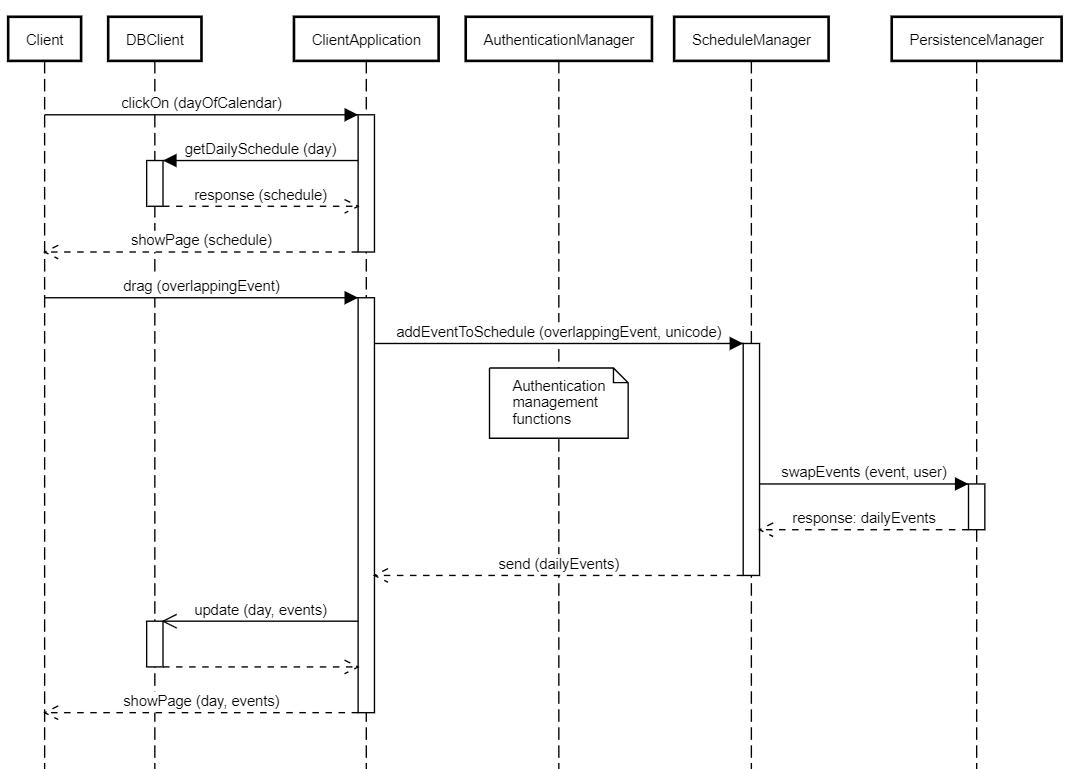 Client
DBClient
ClientApplication
AuthenticationManager
ScheduleManager
PersistenceManager
clickOn (dayOfCalendar)
getDailySchedule (day)
response (schedule)
showPage (schedule)
drag (overlappingEvent)
addEventToSchedule (overlappingEvent, unicode)
Authentication
management
functions
swapEvents (event, user)
response: dailyEvents
send (dailyEvents)
update (day, events)
showPage (day, events)